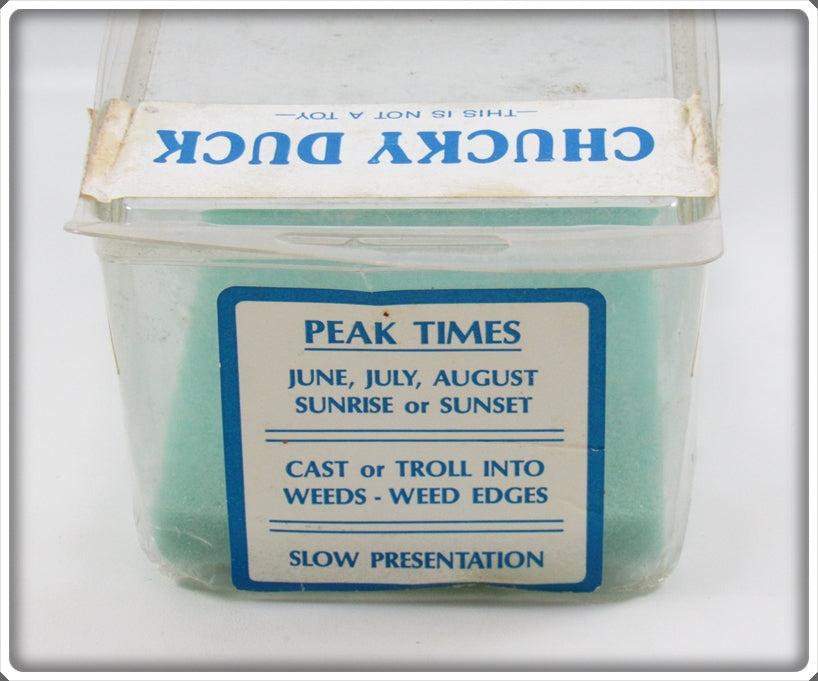 CHUCKY DUCK
—THIS IS NOT A TOY—
PEAK TIMES
JUNE, JULY, AUGUST
SUNRISE or SUNSET
CAST or TROLL INTO
WEEDS - WEED EDGES
SLOW PRESENTATION